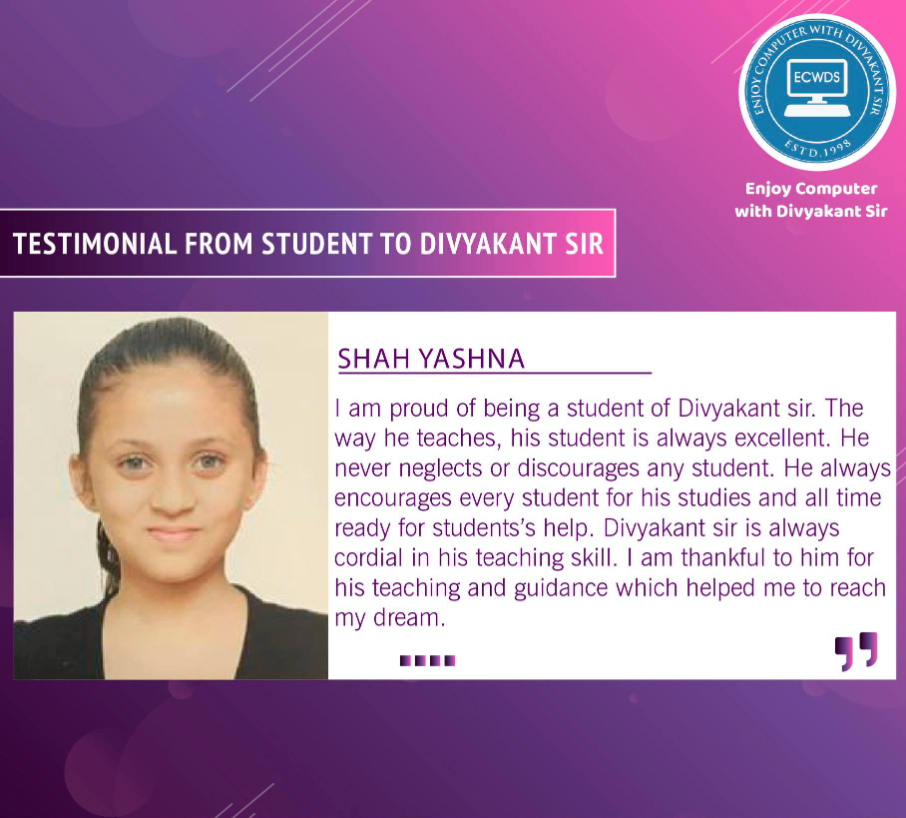 ENJOY COMPUTER WITH DIVYAKANT SIR
ECWDS
ESTD.1998
Enjoy Computer
with Divyakant Sir
TESTIMONIAL FROM STUDENT TO DIVYAKANT SIR
SHAH YASHNA
I am proud of being a student of Divyakant sir. The
way he teaches, his student is always excellent. He
never neglects or discourages any student. He always
encourages every student for his studies and all time
ready for students's help. Divyakant sir is always
cordial in his teaching skill. I am thankful to him for
his teaching and guidance which helped me to reach
my dream.